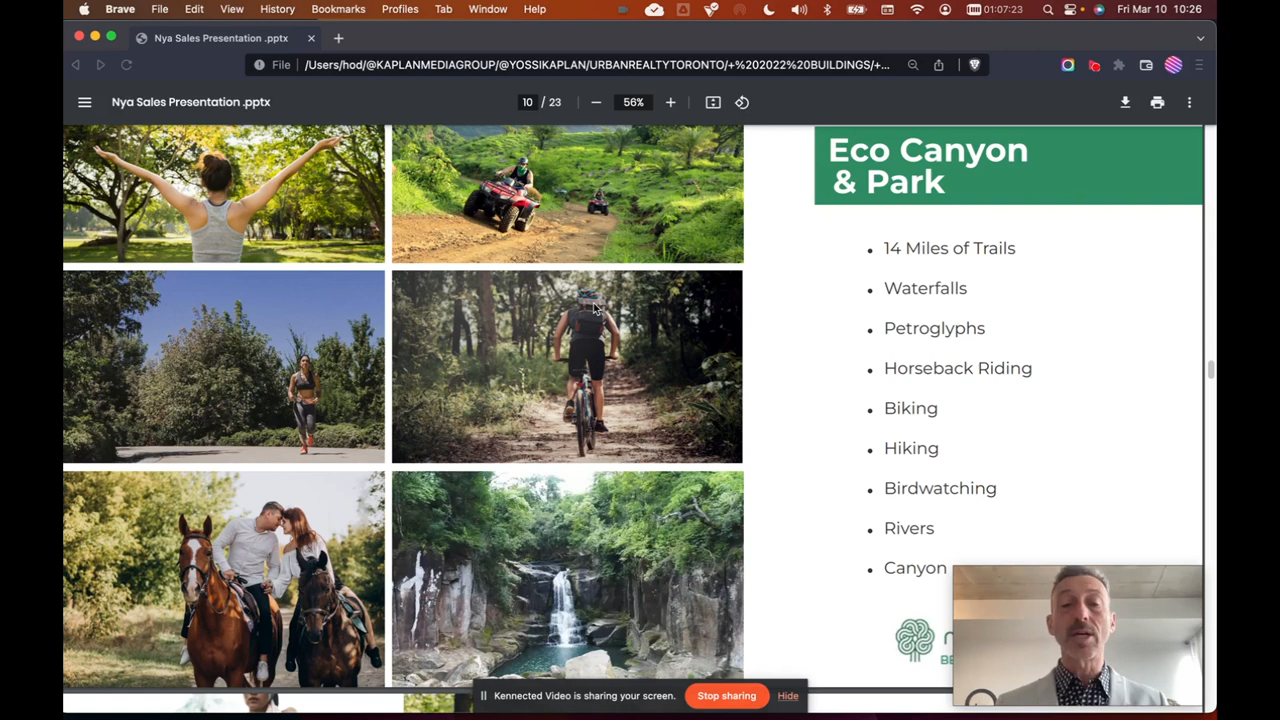 Brave File Edit View History Bookmarks Profiles Tab Window Help 01:07:23 Fri Mar 10 10:26
Nya Sales Presentation .pptx
File /Users/hod/@KAPLANMEDIAGROUP/@YOSSIKAPLAN/URBANREALTYTORONTO/+%202022%20BUILDINGS/+...
Nya Sales Presentation .pptx 10 / 23 56%
Eco Canyon
& Park
• 14 Miles of Trails
• Waterfalls
• Petroglyphs
• Horseback Riding
• Biking
• Hiking
• Birdwatching
• Rivers
• Canyon
Kennected Video is sharing your screen. Stop sharing Hide